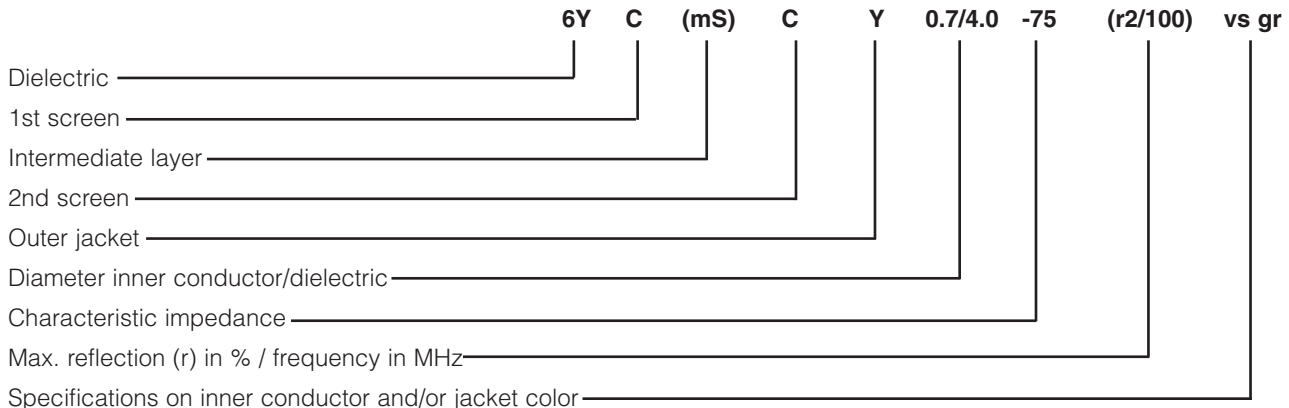 6Y C (mS) C Y 0.7/4.0 -75 (r2/100) vs gr
Dielectric
1st screen
Intermediate layer
2nd screen
Outer jacket
Diameter inner conductor/dielectric
Characteristic impedance
Max. reflection (r) in % / frequency in MHz
Specifications on inner conductor and/or jacket color